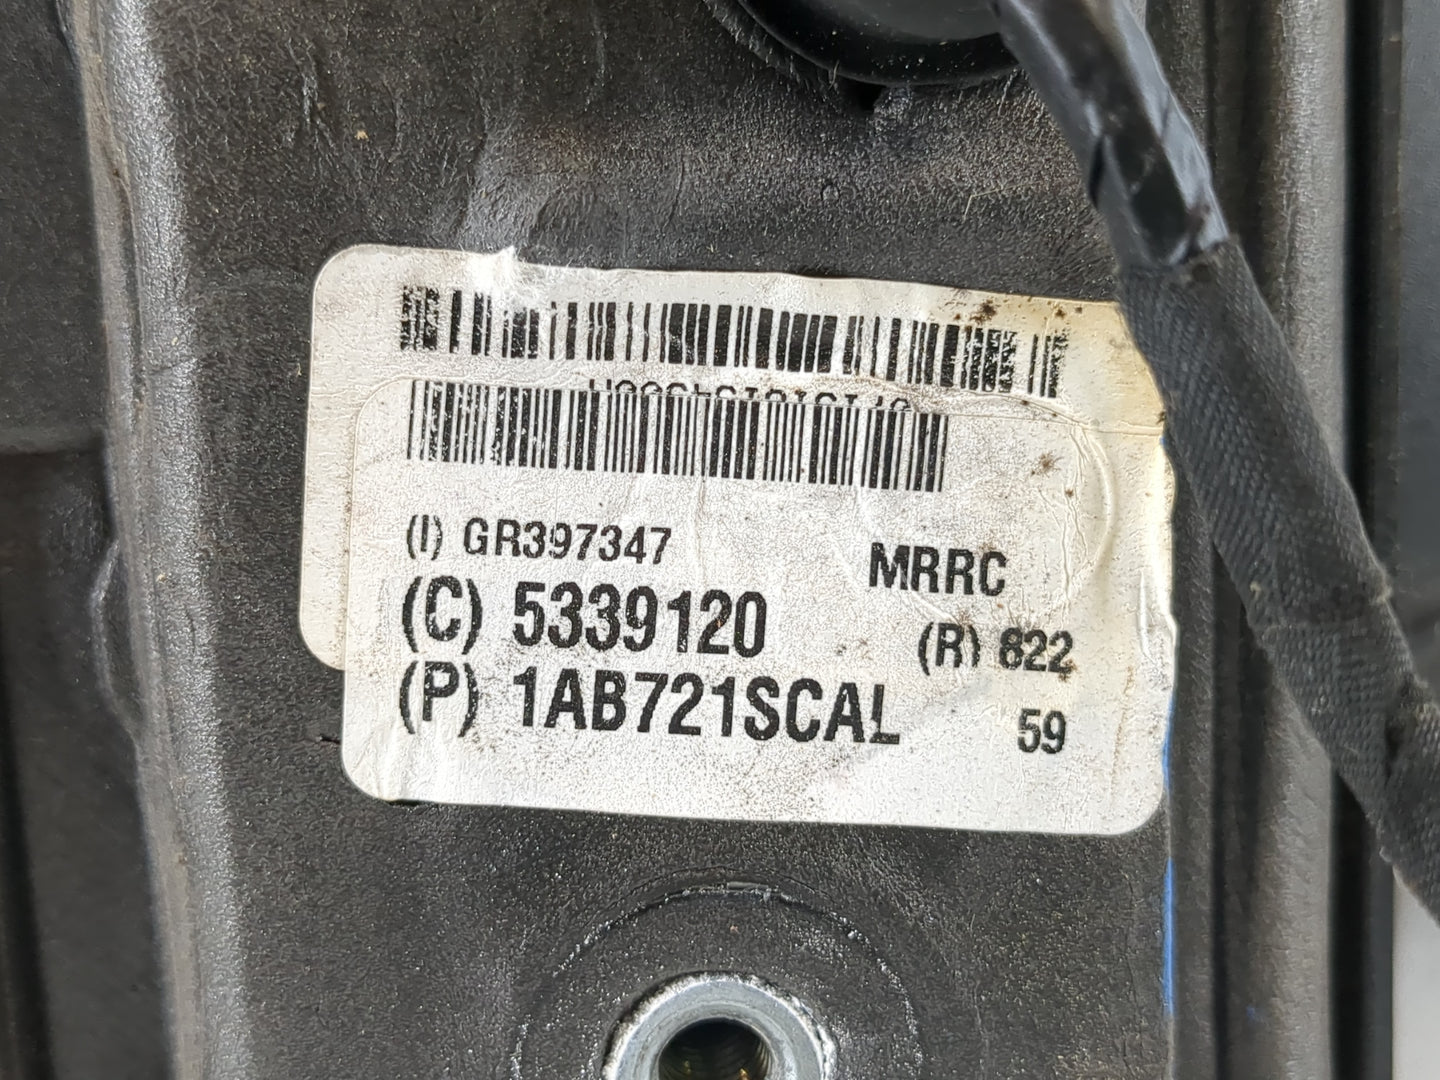 (I) GR397347
MRRC
(C) 5339120
(R) 822
(P) 1AB721SCAL
59